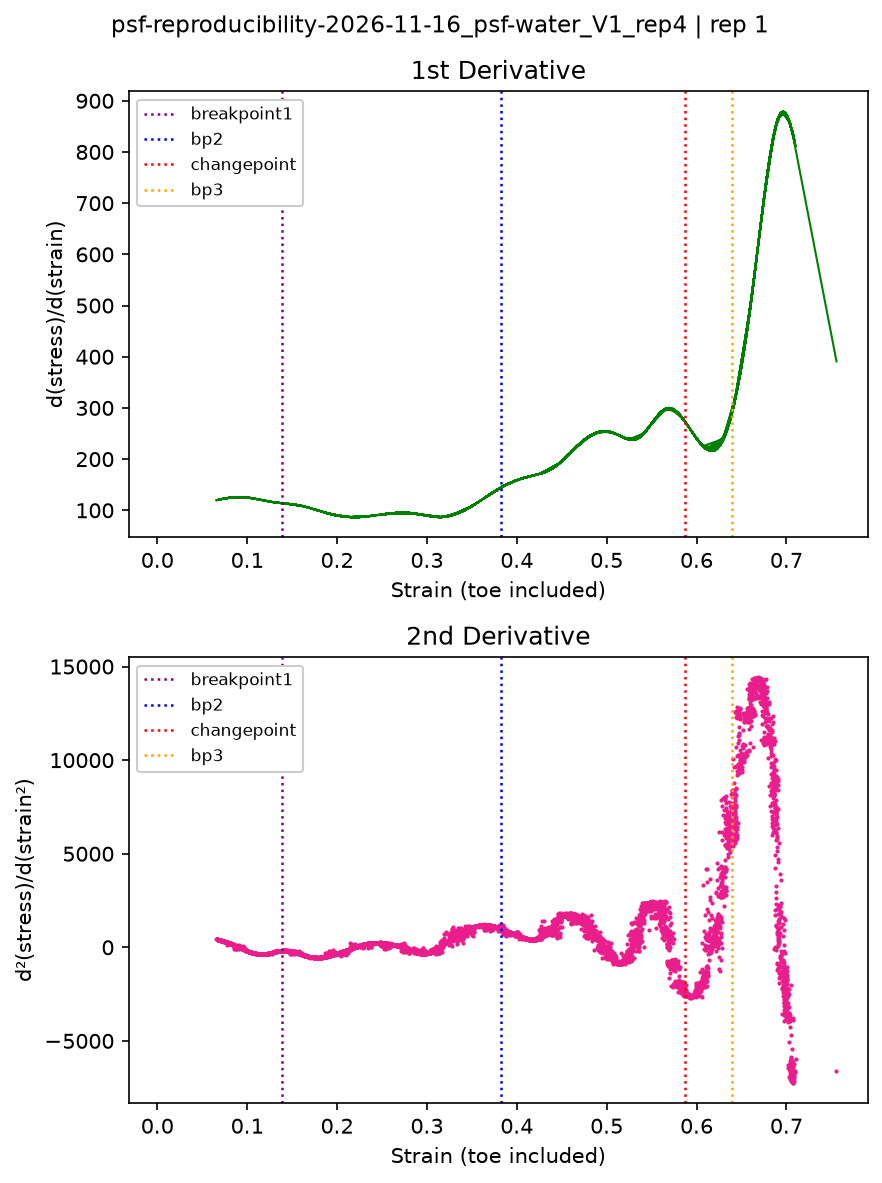 psf-reproducibility-2026-11-16_psf-water_V1_rep4 | rep 1
1st Derivative
breakpoint1
bp2
changepoint
bp3
900
800
700
600
500
400
300
200
100
d(stress)/d(strain)
0.0 0.1 0.2 0.3 0.4 0.5 0.6 0.7
Strain (toe included)
2nd Derivative
breakpoint1
bp2
changepoint
bp3
15000
10000
5000
0
−5000
d²(stress)/d(strain²)
0.0 0.1 0.2 0.3 0.4 0.5 0.6 0.7
Strain (toe included)